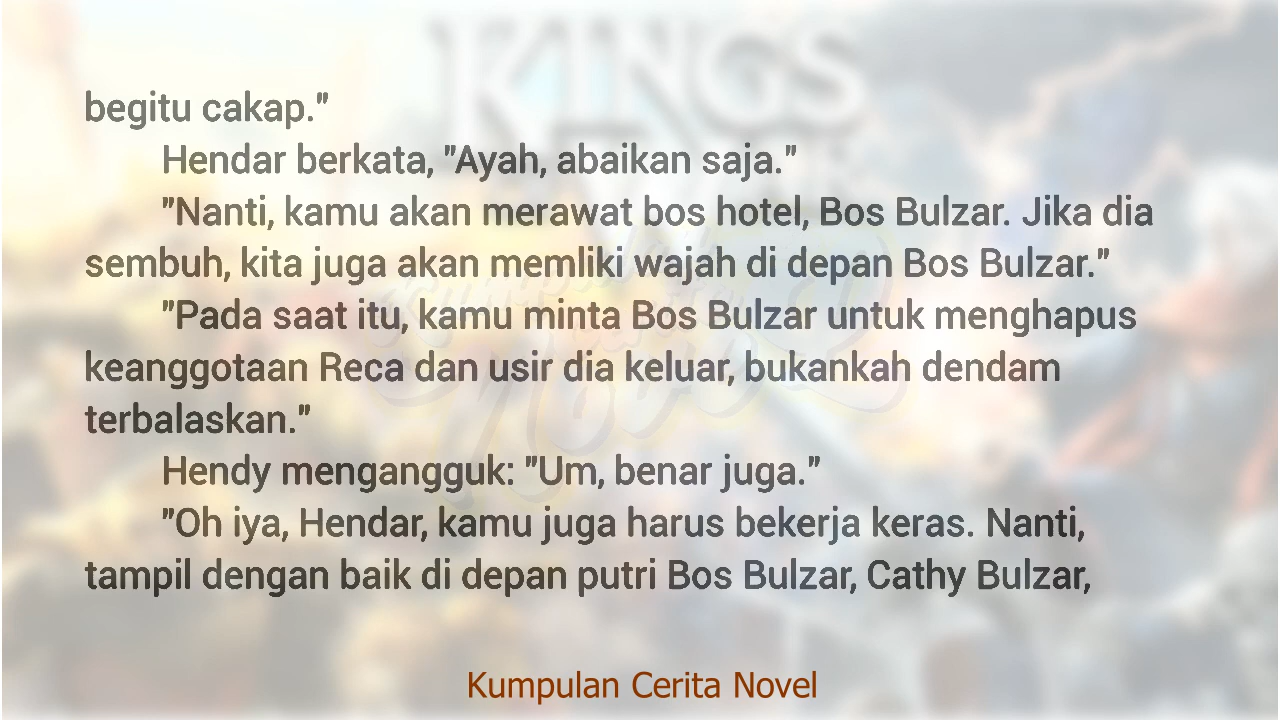 KINGS
begitu cakap."
Hendar berkata, "Ayah, abaikan saja."
"Nanti, kamu akan merawat bos hotel, Bos Bulzar. Jika dia
sembuh, kita juga akan memliki wajah di depan Bos Bulzar."
"Pada saat itu, kamu minta Bos Bulzar untuk menghapus
keanggotaan Reca dan usir dia keluar, bukankah dendam
terbalaskan."
Hendy mengangguk: "Um, benar juga."
"Oh iya, Hendar, kamu juga harus bekerja keras. Nanti,
tampil dengan baik di depan putri Bos Bulzar, Cathy Bulzar,
Kumpulan Cerita Novel